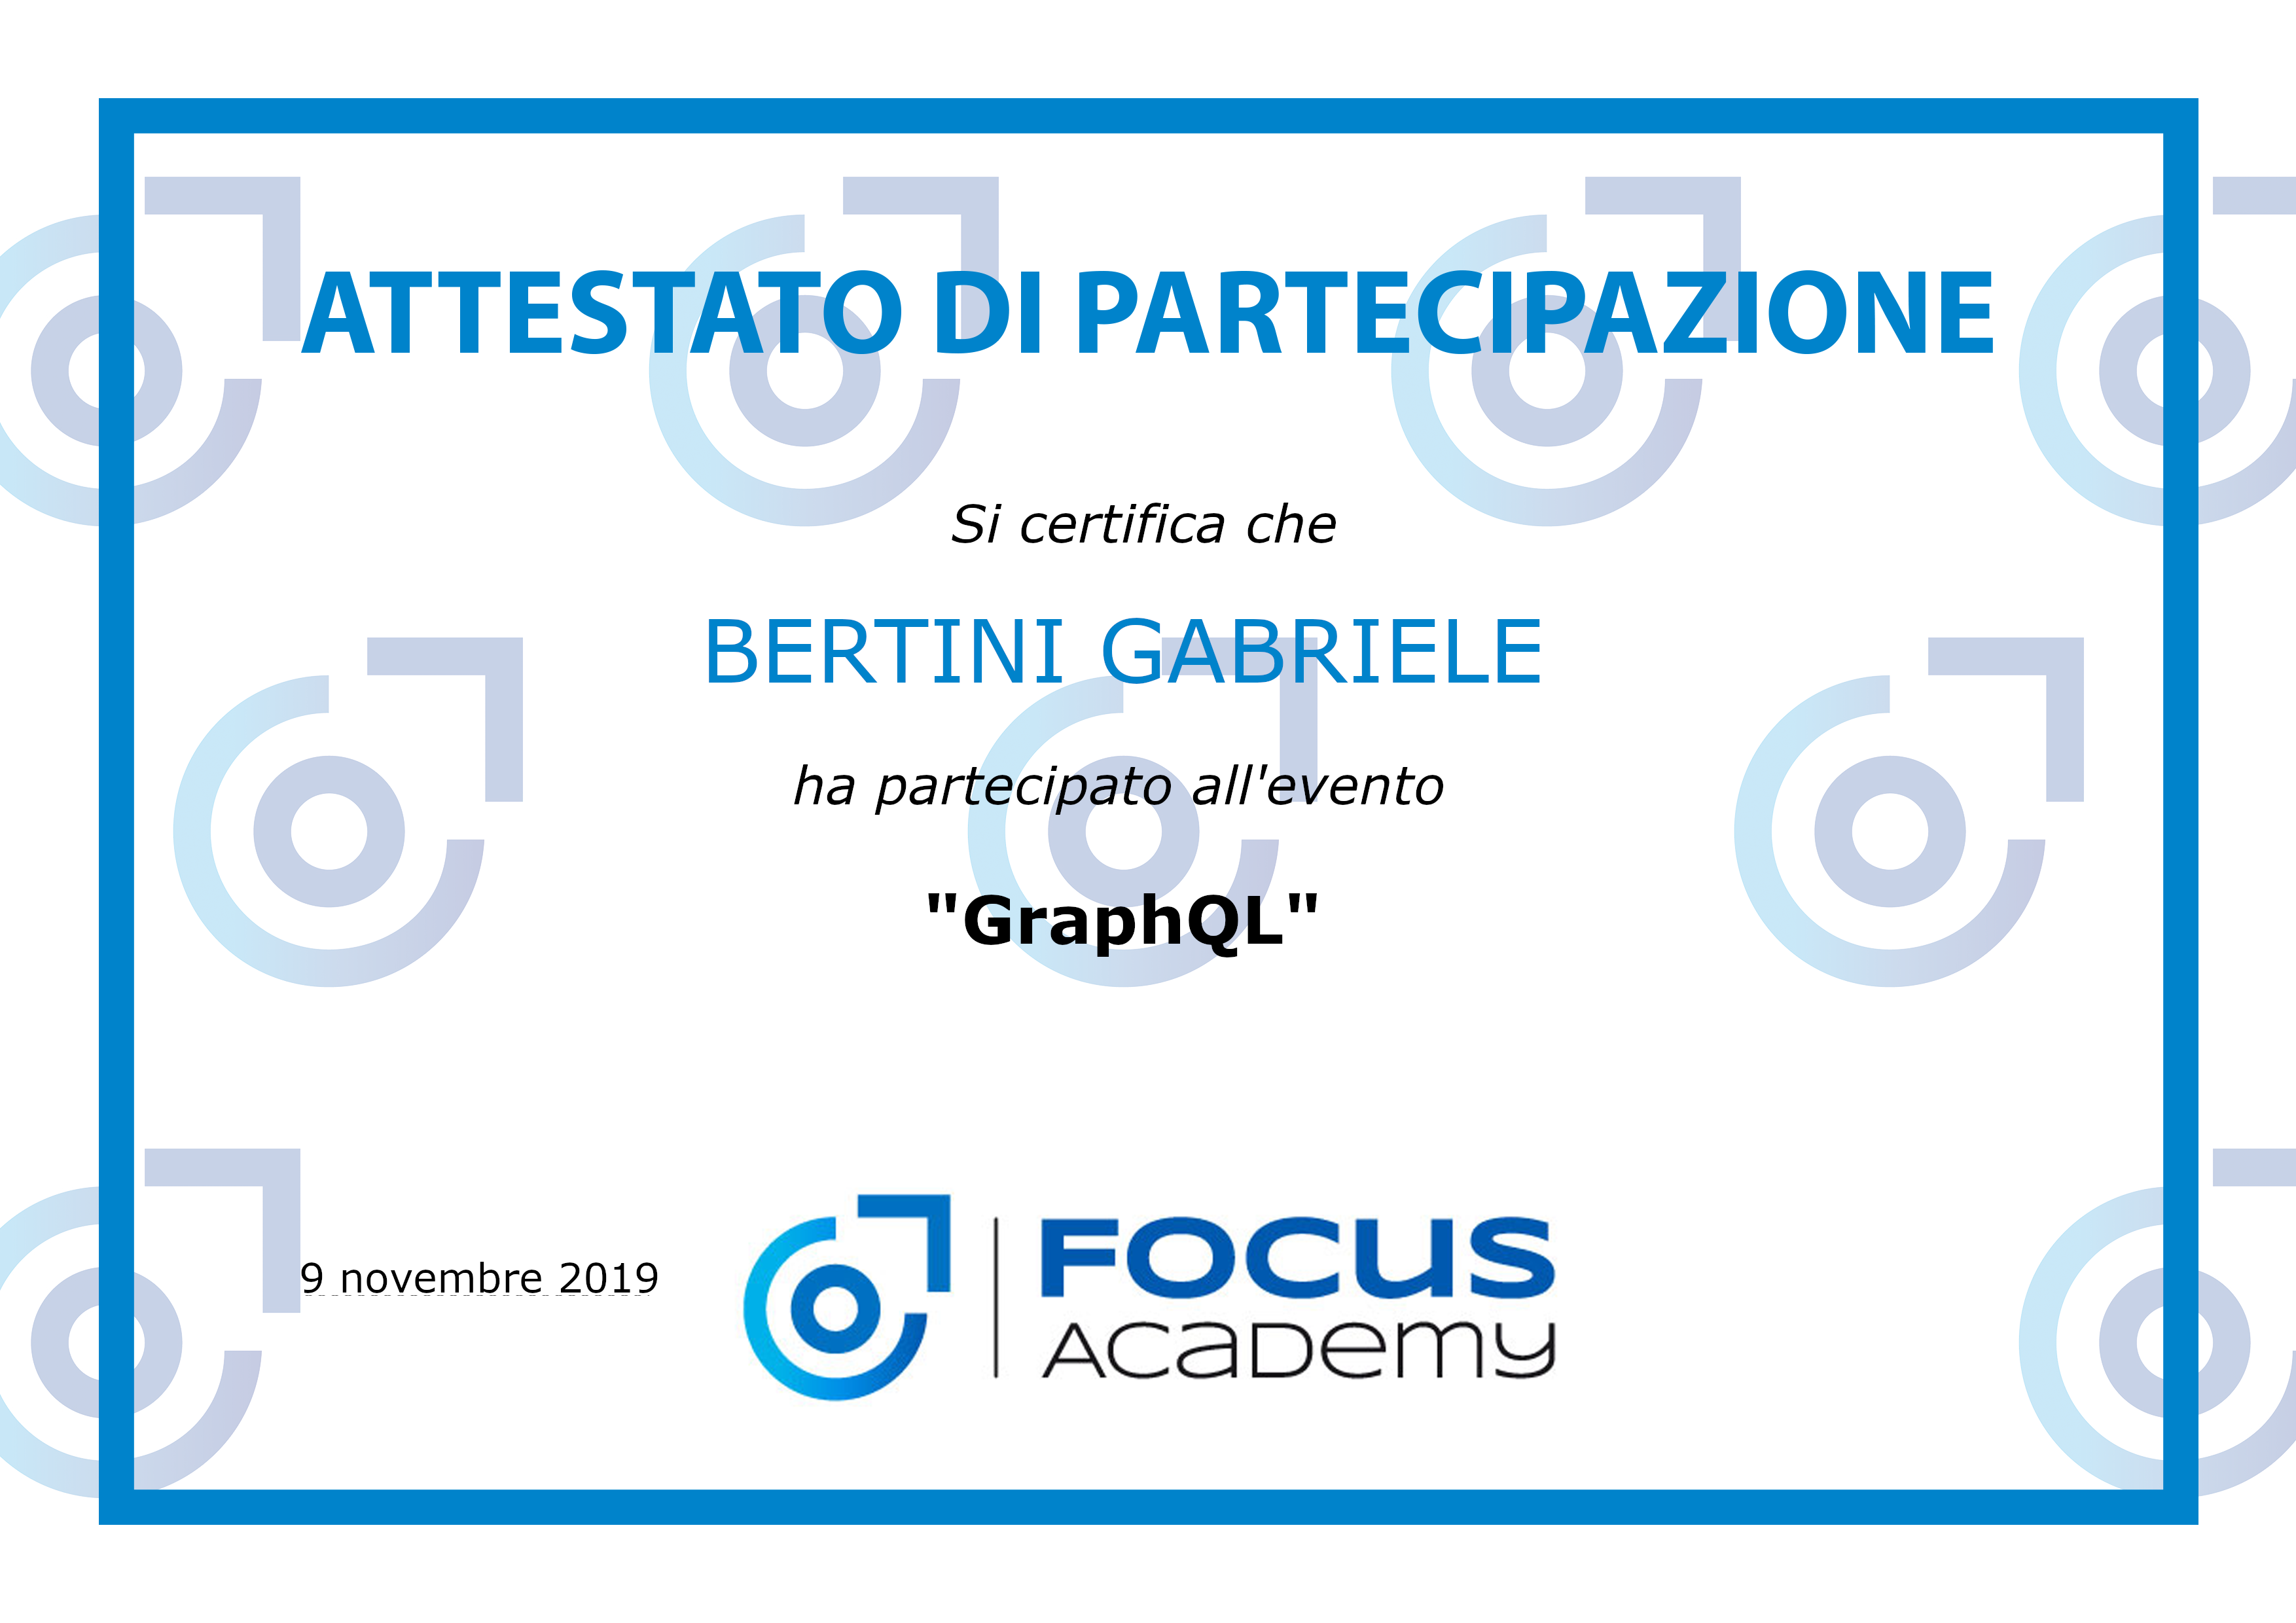 ATTESTATO DI PARTECIPAZIONE
Si certifica che
BERTINI GABRIELE
ha partecipato all'evento
"GraphQL"
9 novembre 2019
FOCUS
ACADEMY